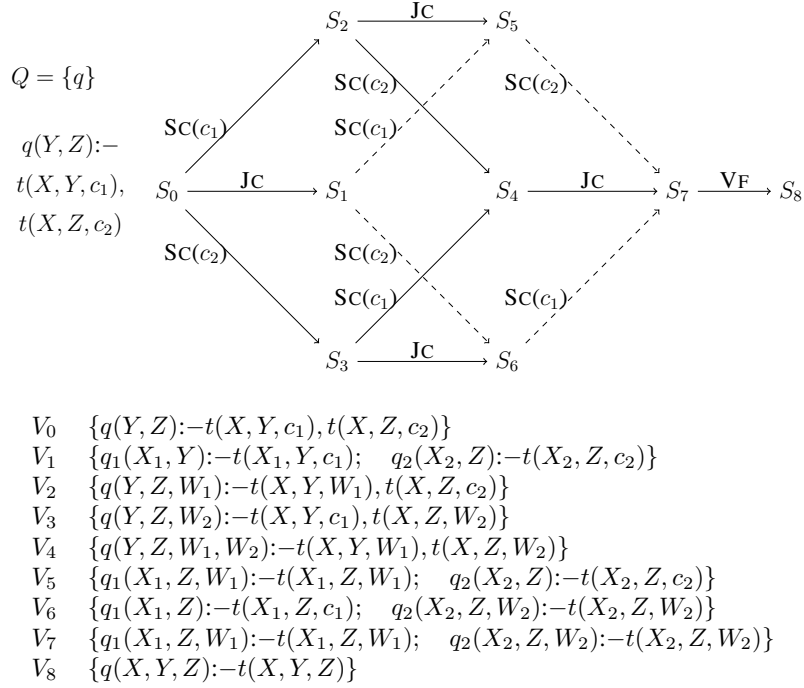 S₂ JC S₅
Q = {q}
SC(c₂) SC(c₂)
SC(c₁) SC(c₁)
q(Y, Z):−
t(X, Y, c₁), S₀ JC S₁ S₄ JC S₇ VF S₈
t(X, Z, c₂)
SC(c₂) SC(c₂)
SC(c₁) SC(c₁)
S₃ JC S₆
V₀ {q(Y, Z):−t(X, Y, c₁), t(X, Z, c₂)}
V₁ {q₁(X₁, Y):−t(X₁, Y, c₁); q₂(X₂, Z):−t(X₂, Z, c₂)}
V₂ {q(Y, Z, W₁):−t(X, Y, W₁), t(X, Z, c₂)}
V₃ {q(Y, Z, W₂):−t(X, Y, c₁), t(X, Z, W₂)}
V₄ {q(Y, Z, W₁, W₂):−t(X, Y, W₁), t(X, Z, W₂)}
V₅ {q₁(X₁, Z, W₁):−t(X₁, Z, W₁); q₂(X₂, Z):−t(X₂, Z, c₂)}
V₆ {q₁(X₁, Z):−t(X₁, Z, c₁); q₂(X₂, Z, W₂):−t(X₂, Z, W₂)}
V₇ {q₁(X₁, Z, W₁):−t(X₁, Z, W₁); q₂(X₂, Z, W₂):−t(X₂, Z, W₂)}
V₈ {q(X, Y, Z):−t(X, Y, Z)}